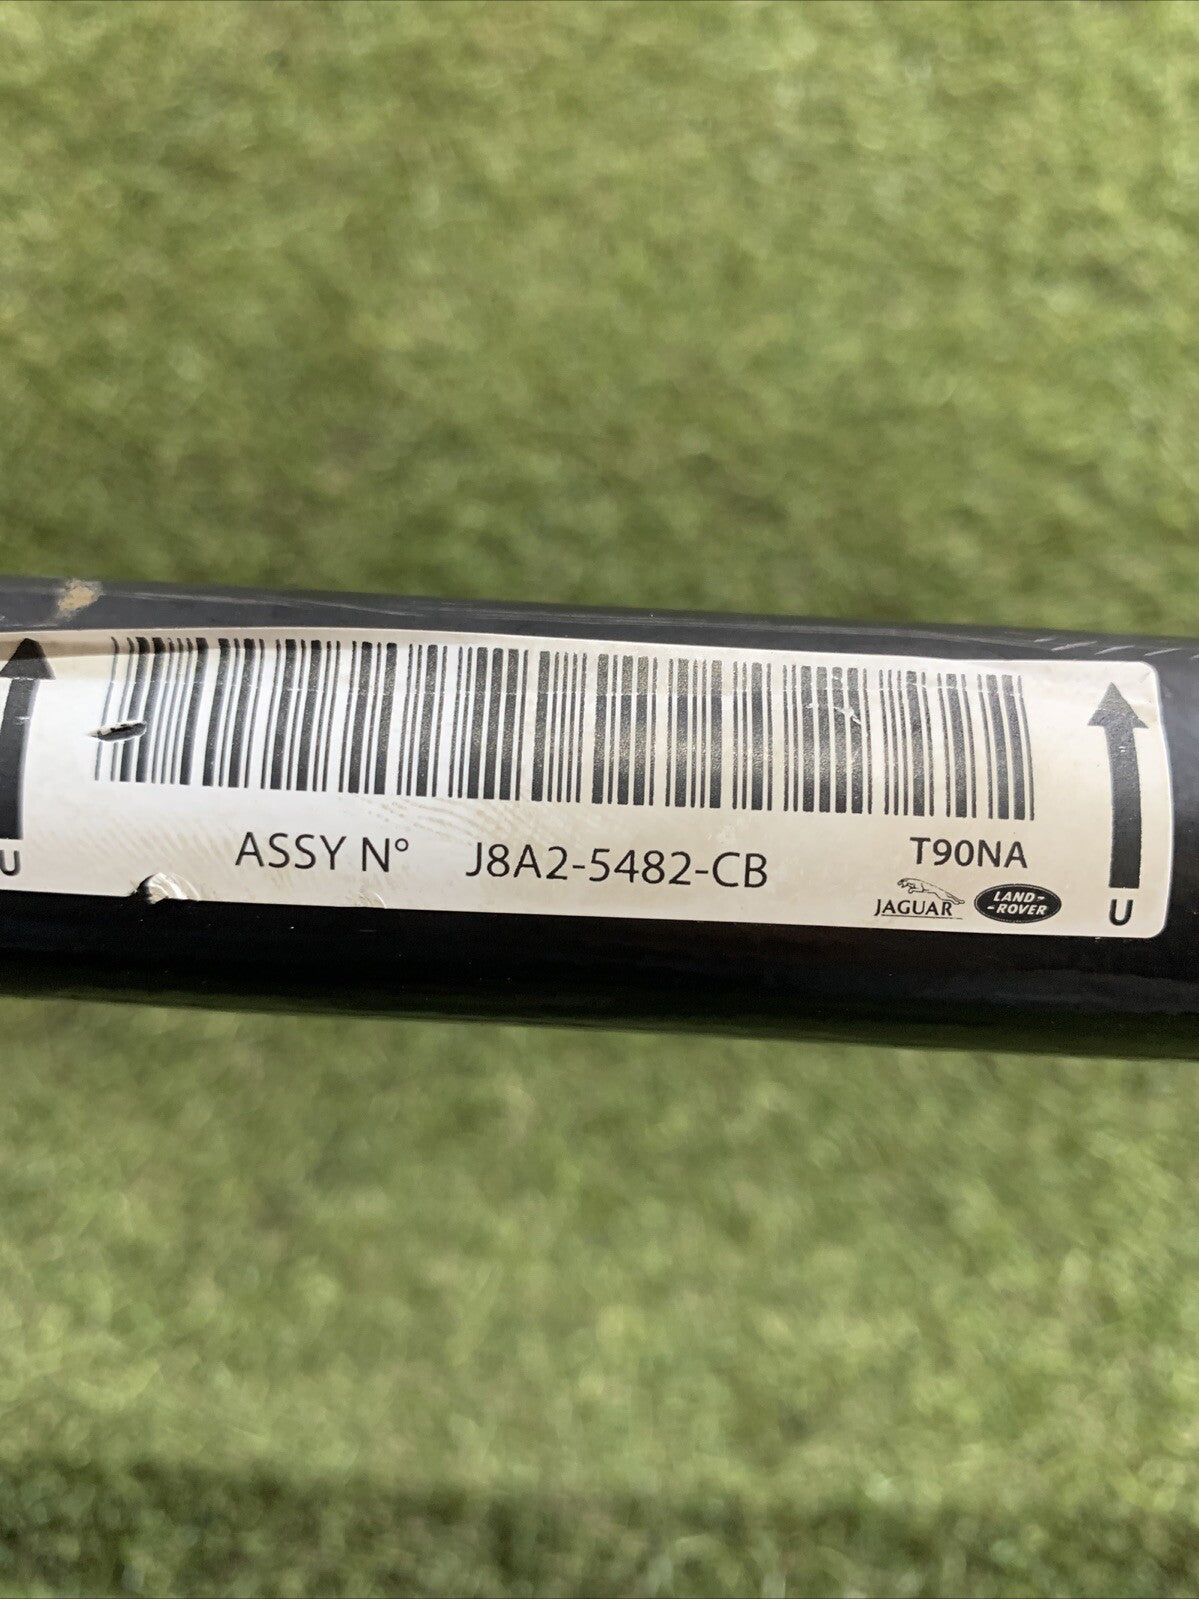 ASSY N° J8A2-5482-CB T90NA
JAGUAR LAND-
-ROVER
U U